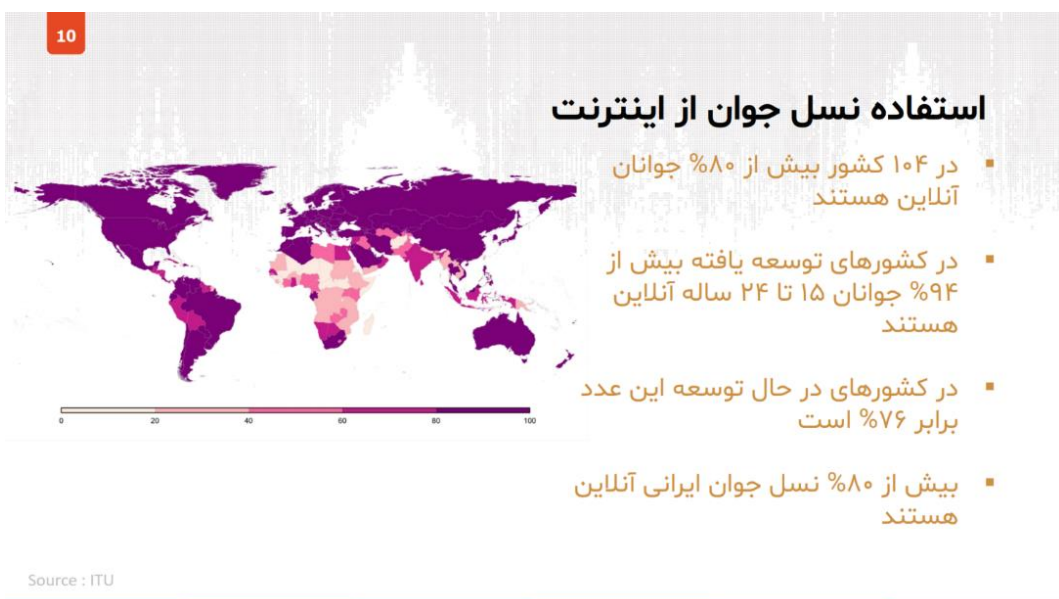 10
استفاده نسل جوان از اینترنت
▪ در ۱۰۴ کشور بیش از ۸۰% جوانان
آنلاین هستند
▪ در کشورهای توسعه یافته بیش از
۹۴% جوانان ۱۵ تا ۲۴ ساله آنلاین
هستند
▪ در کشورهای در حال توسعه این عدد
برابر ۷۶% است
▪ بیش از ۸۰% نسل جوان ایرانی آنلاین
هستند
0 20 40 60 80 100
Source : ITU